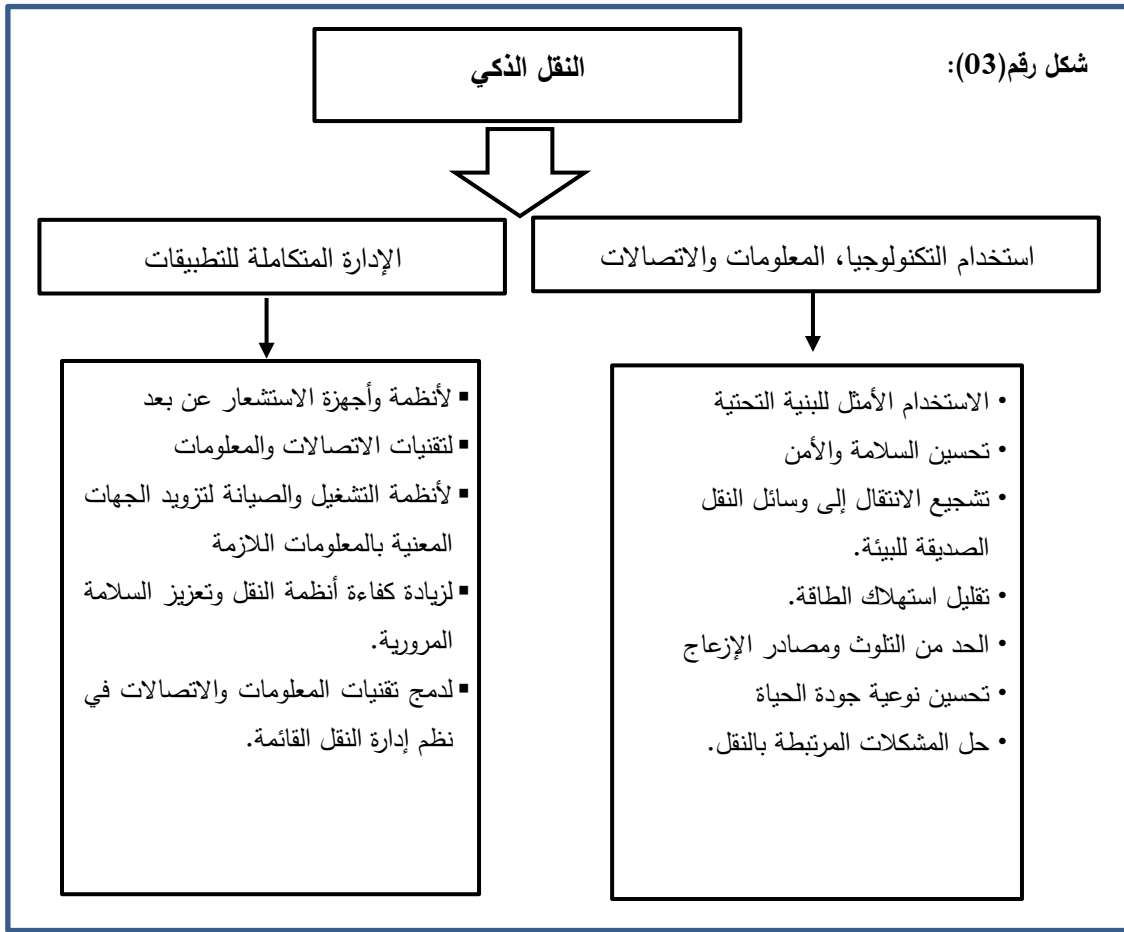 شكل رقم(03):
النقل الذكي
استخدام التكنولوجيا، المعلومات والاتصالات
• الاستخدام الأمثل للبنية التحتية
• تحسين السلامة والأمن
• تشجيع الانتقال إلى وسائل النقل
الصديقة للبيئة.
• تقليل استهلاك الطاقة.
• الحد من التلوث ومصادر الإزعاج
• تحسين نوعية جودة الحياة
• حل المشكلات المرتبطة بالنقل.
الإدارة المتكاملة للتطبيقات
▪ لأنظمة وأجهزة الاستشعار عن بعد
▪ لتقنيات الاتصالات والمعلومات
▪ لأنظمة التشغيل والصيانة لتزويد الجهات
المعنية بالمعلومات اللازمة
▪ لزيادة كفاءة أنظمة النقل وتعزيز السلامة
المرورية.
▪ لدمج تقنيات المعلومات والاتصالات في
نظم إدارة النقل القائمة.